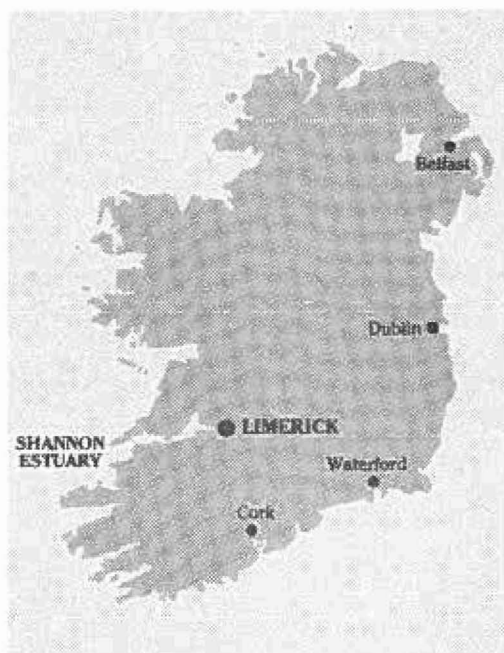 Belfast
Dublin
LIMERICK
SHANNON
ESTUARY
Waterford
Cork